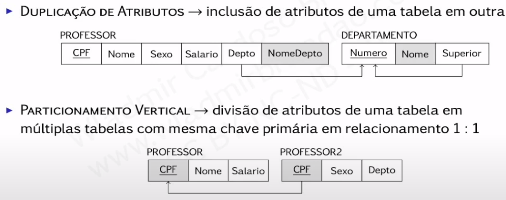 ▸ DUPLICAÇÃO DE ATRIBUTOS → inclusão de atributos de uma tabela em outra
PROFESSOR DEPARTAMENTO
CPF Nome Sexo Salario Depto NomeDepto Numero Nome Superior
▸ PARTICIONAMENTO VERTICAL → divisão de atributos de uma tabela em
múltiplas tabelas com mesma chave primária em relacionamento 1 : 1
PROFESSOR PROFESSOR2
CPF Nome Salario CPF Sexo Depto